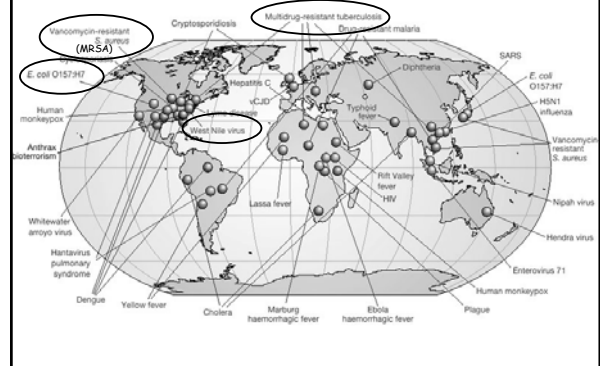 Multidrug-resistant tuberculosis
Cryptosporidiosis
Drug-resistant malaria
Vancomycin-resistant
S. aureus
(MRSA)
E. coli O157:H7
Diphtheria
SARS
E. coli
O157:H7
Hepatitis C
vCJD
disease
H5N1
influenza
Typhoid
fever
Human
monkeypox
West Nile virus
Vancomycin-
resistant
S. aureus
Anthrax
bioterrorism
Rift Valley
fever
HIV
Lassa fever
Nipah virus
Whitewater
arroyo virus
Hendra virus
Hantavirus
pulmonary
syndrome
Enterovirus 71
Dengue
Yellow fever
Cholera
Marburg
haemorrhagic fever
Ebola
haemorrhagic fever
Human monkeypox
Plague